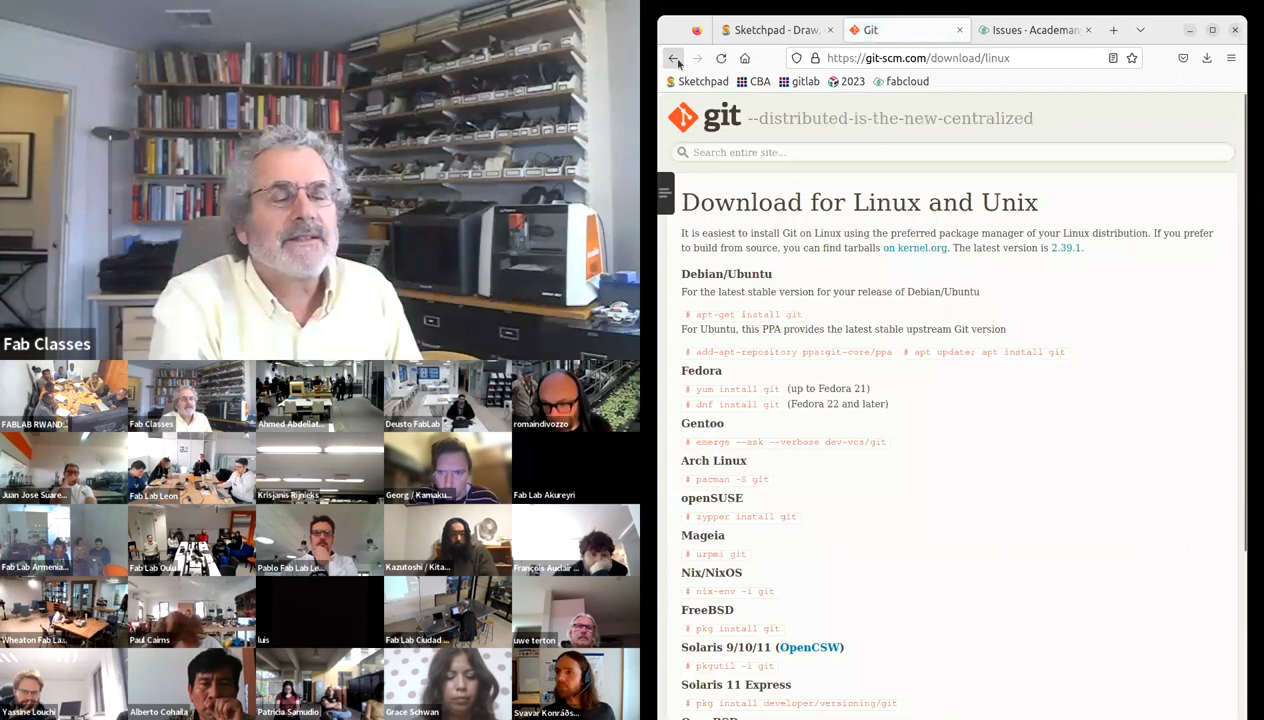 Fab Classes
FABLAB RWAND...
Fab Classes
Ahmed Abdellat...
Deusto FabLab
romaindivozzo
Juan Jose Suare...
Fab Lab Leon
Krisjanis Rijnieks
Georg / Kamaku...
Fab Lab Akureyri
Fab Lab Armenia...
Fab Lab Oulu
Pablo Fab Lab Le...
Kazutoshi / Kita...
François Auclair ...
Wheaton Fab La...
Paul Cairns
luis
Fab Lab Ciudad ...
uwe terton
Yassine Louchi
Alberto Cohaila
Patricia Samudio
Grace Schwan
Svavar Konráðs...
Sketchpad - Draw,
Git
Issues · Academany
https://git-scm.com/download/linux
Sketchpad
CBA
gitlab
2023
fabcloud
git --distributed-is-the-new-centralized
Search entire site...
Download for Linux and Unix
It is easiest to install Git on Linux using the preferred package manager of your Linux distribution. If you prefer
to build from source, you can find tarballs on kernel.org. The latest version is 2.39.1.
Debian/Ubuntu
For the latest stable version for your release of Debian/Ubuntu
# apt-get install git
For Ubuntu, this PPA provides the latest stable upstream Git version
# add-apt-repository ppa:git-core/ppa # apt update; apt install git
Fedora
# yum install git (up to Fedora 21)
# dnf install git (Fedora 22 and later)
Gentoo
# emerge --ask --verbose dev-vcs/git
Arch Linux
# pacman -S git
openSUSE
# zypper install git
Mageia
# urpmi git
Nix/NixOS
# nix-env -i git
FreeBSD
# pkg install git
Solaris 9/10/11 (OpenCSW)
# pkgutil -i git
Solaris 11 Express
# pkg install developer/versioning/git